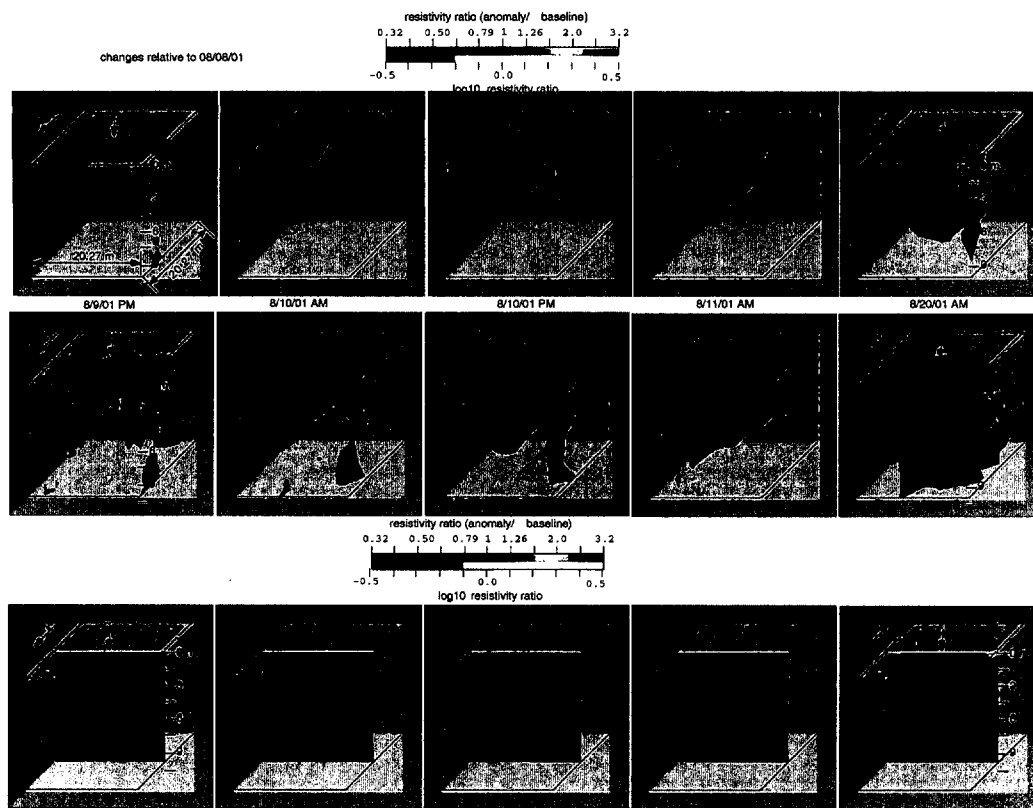 resistivity ratio (anomaly/ baseline)
0.32 0.50 0.79 1 1.26 2.0 3.2
changes relative to 08/08/01
-0.5 0.0 0.5
log10 resistivity ratio
20.27 m
8/9/01 PM 8/10/01 AM 8/10/01 PM 8/11/01 AM 8/20/01 AM
resistivity ratio (anomaly/ baseline)
0.32 0.50 0.79 1 1.26 2.0 3.2
-0.5 0.0 0.5
log10 resistivity ratio